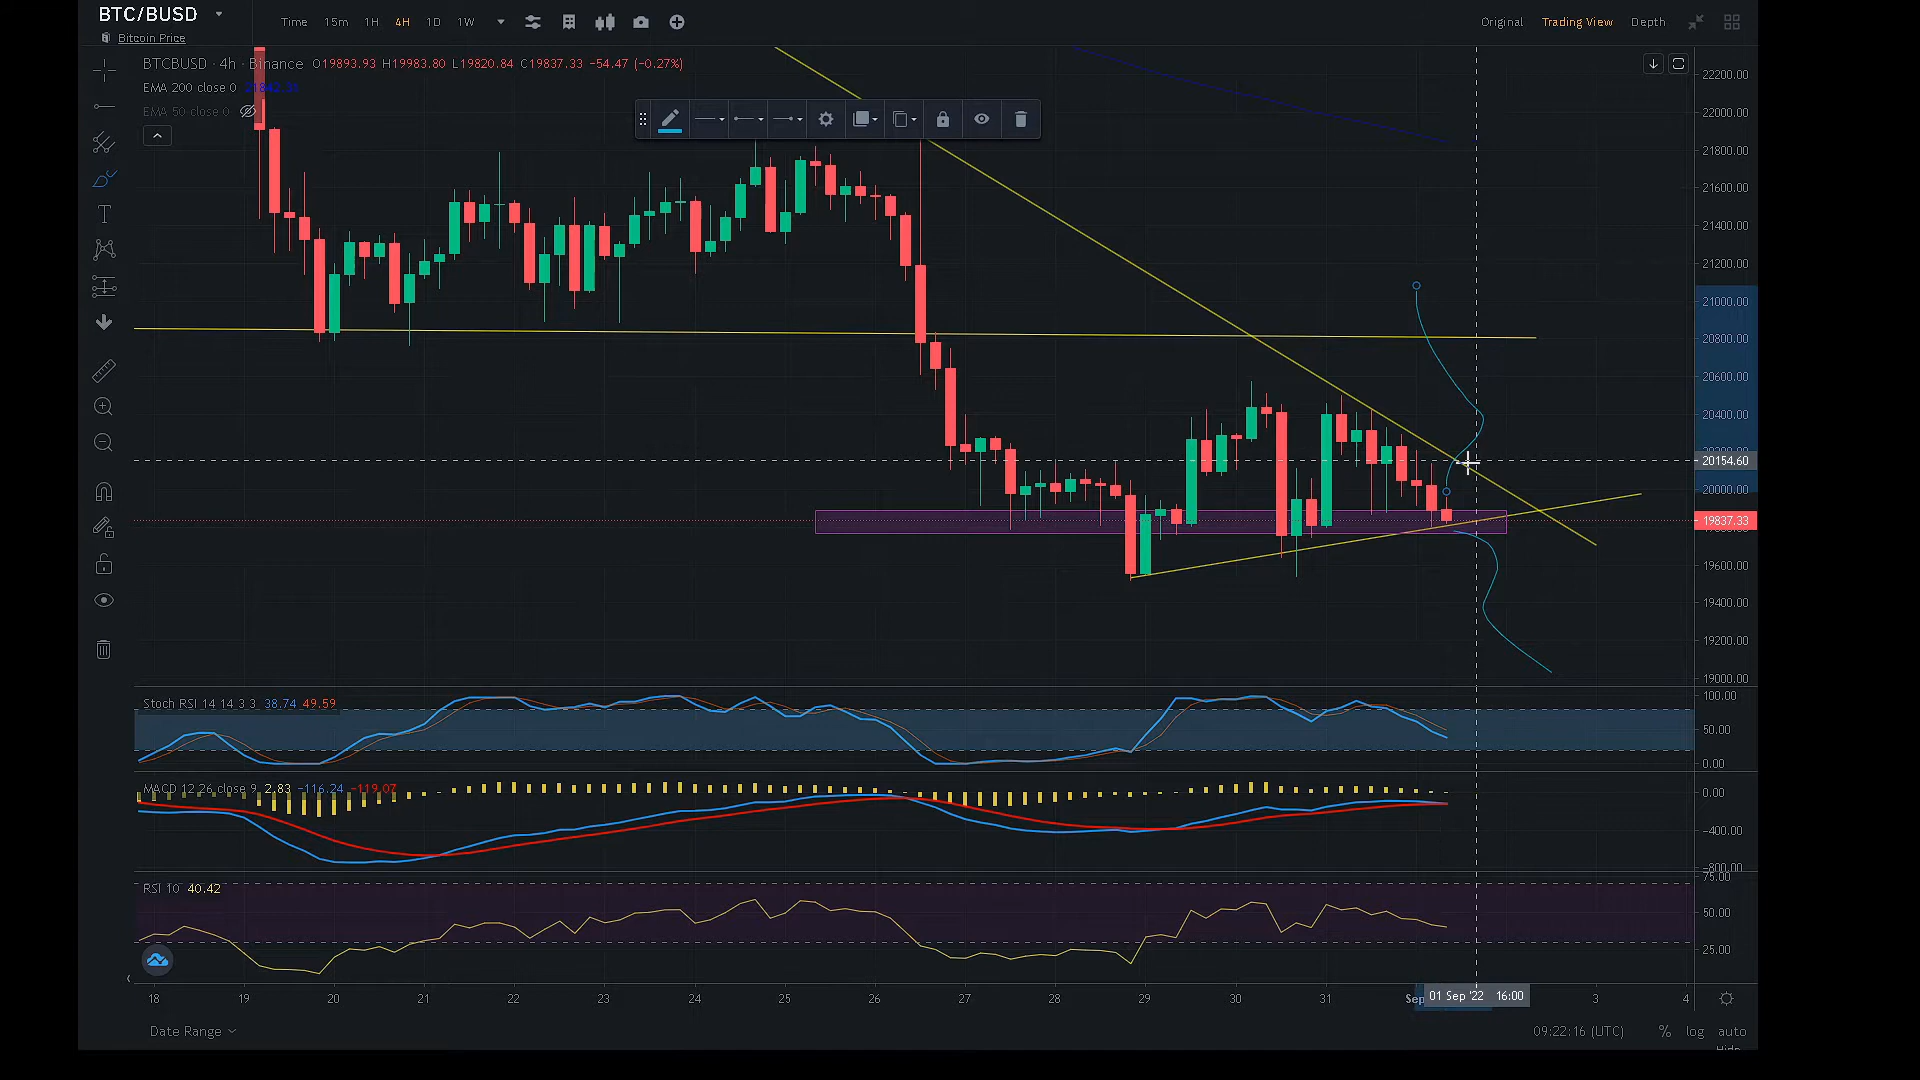 BTC/BUSD
Bitcoin Price
Time 15m 1H 4H 1D 1W
Original Trading View Depth
BTCBUSD · 4h · Binance O19893.93 H19983.80 L19820.84 C19837.33 −54.47 (−0.27%)
EMA 200 close 0
EMA 50 close 0
22200.00
22000.00
21800.00
21600.00
21400.00
21200.00
21000.00
20800.00
20600.00
20400.00
20154.60
20000.00
19837.33
19600.00
19400.00
19200.00
19000.00
Stoch RSI 14 14 3 3 38.74 49.59
100.00
50.00
0.00
MACD 12 26 close 9 2.83 −116.24 −119.07
0.00
−400.00
−800.00
RSI 10 40.42
75.00
50.00
25.00
18 19 20 21 22 23 24 25 26 27 28 29 30 31 Sep 01 Sep '22 16:00 3 4
Date Range
09:22:16 (UTC) % log auto